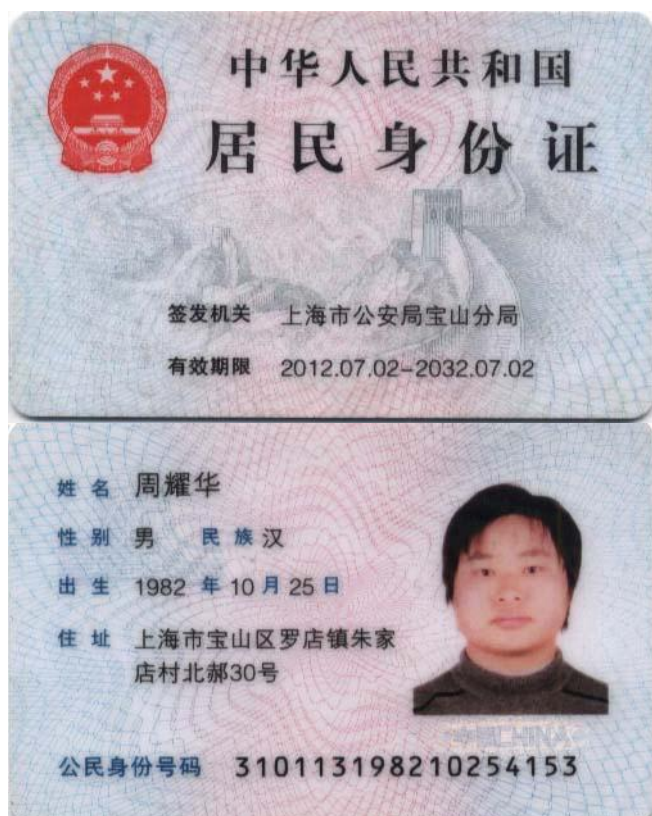 中华人民共和国
居民身份证
签发机关 上海市公安局宝山分局
有效期限 2012.07.02-2032.07.02
姓名 周耀华
性别 男 民族 汉
出生 1982 年 10 月 25 日
住址 上海市宝山区罗店镇朱家
店村北郝30号
公民身份号码 310113198210254153